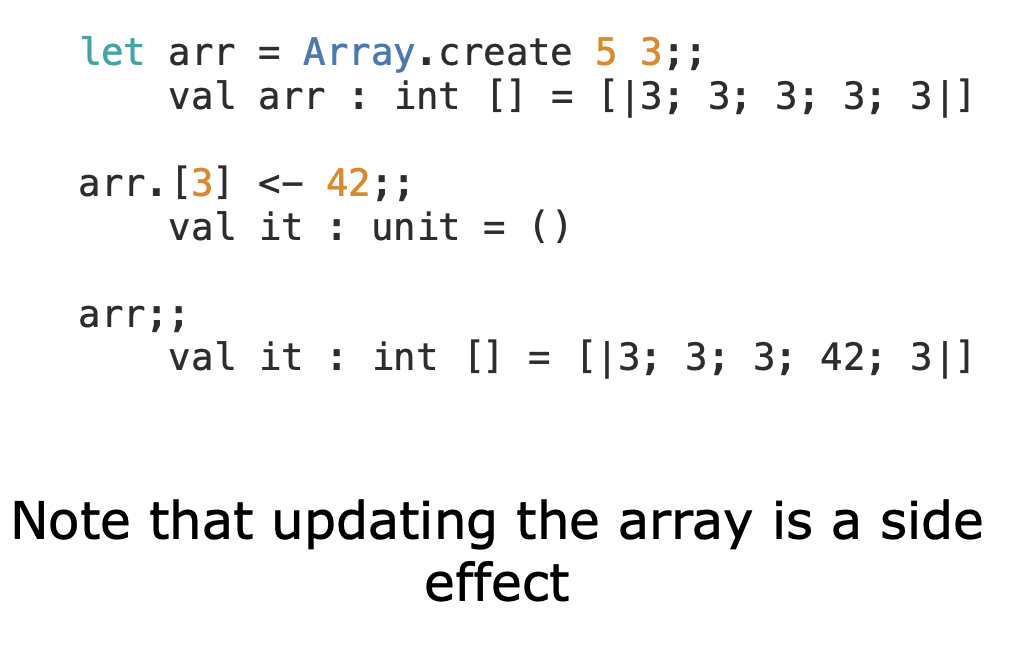 let arr = Array.create 5 3;;
    val arr : int [] = [|3; 3; 3; 3; 3|]
arr.[3] <- 42;;
    val it : unit = ()
arr;;
    val it : int [] = [|3; 3; 3; 42; 3|]
Note that updating the array is a side
effect